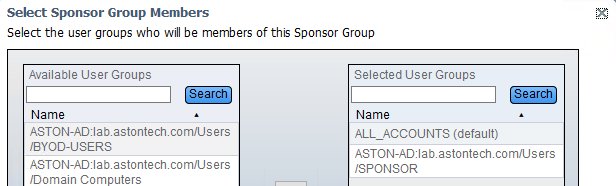 Select Sponsor Group Members
Select the user groups who will be members of this Sponsor Group
Available User Groups
Search
Name
ASTON-AD:lab.astontech.com/Users
/BYOD-USERS
ASTON-AD:lab.astontech.com/Users
/Domain Computers
Selected User Groups
Search
Name
ALL_ACCOUNTS (default)
ASTON-AD:lab.astontech.com/Users
/SPONSOR